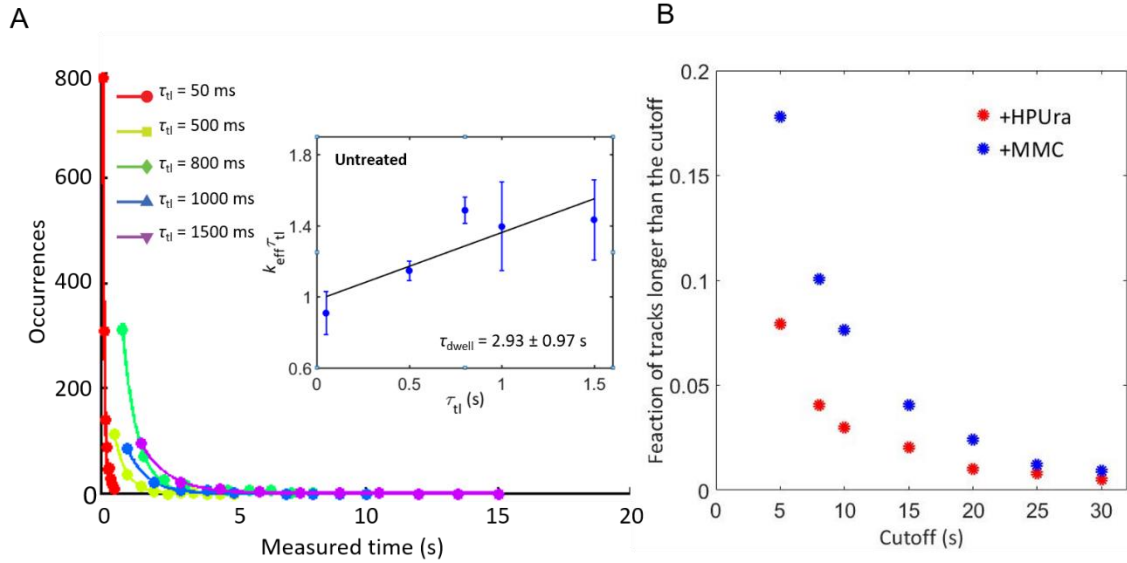 A
800
600
400
200
0
Occurrences
0
5
10
15
20
Measured time (s)
τtl = 50 ms
τtl = 500 ms
τtl = 800 ms
τtl = 1000 ms
τtl = 1500 ms
Untreated
1.8
1.4
1
0.6
keffτtl
τdwell = 2.93 ± 0.97 s
0
0.5
1
1.5
τtl (s)
B
0.2
0.15
0.1
0.05
0
Feaction of tracks longer than the cutoff
+HPUra
+MMC
5
10
15
20
25
30
Cutoff (s)